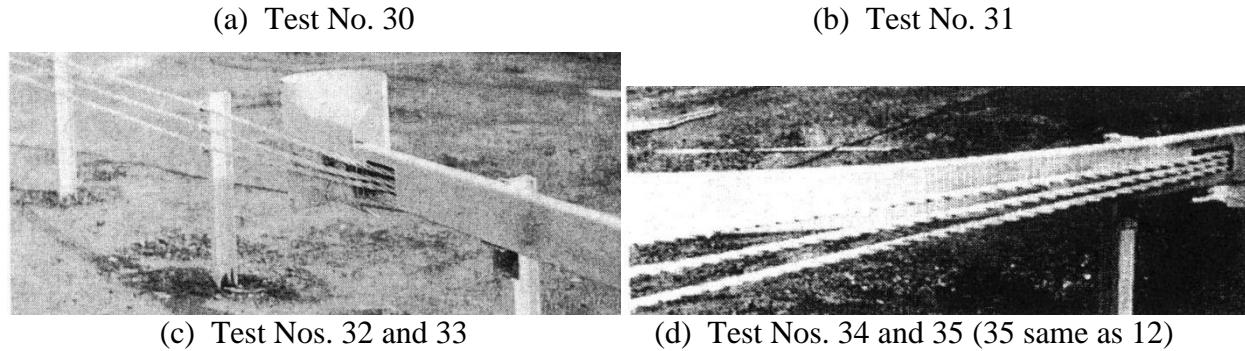 (a) Test No. 30
(b) Test No. 31
(c) Test Nos. 32 and 33
(d) Test Nos. 34 and 35 (35 same as 12)